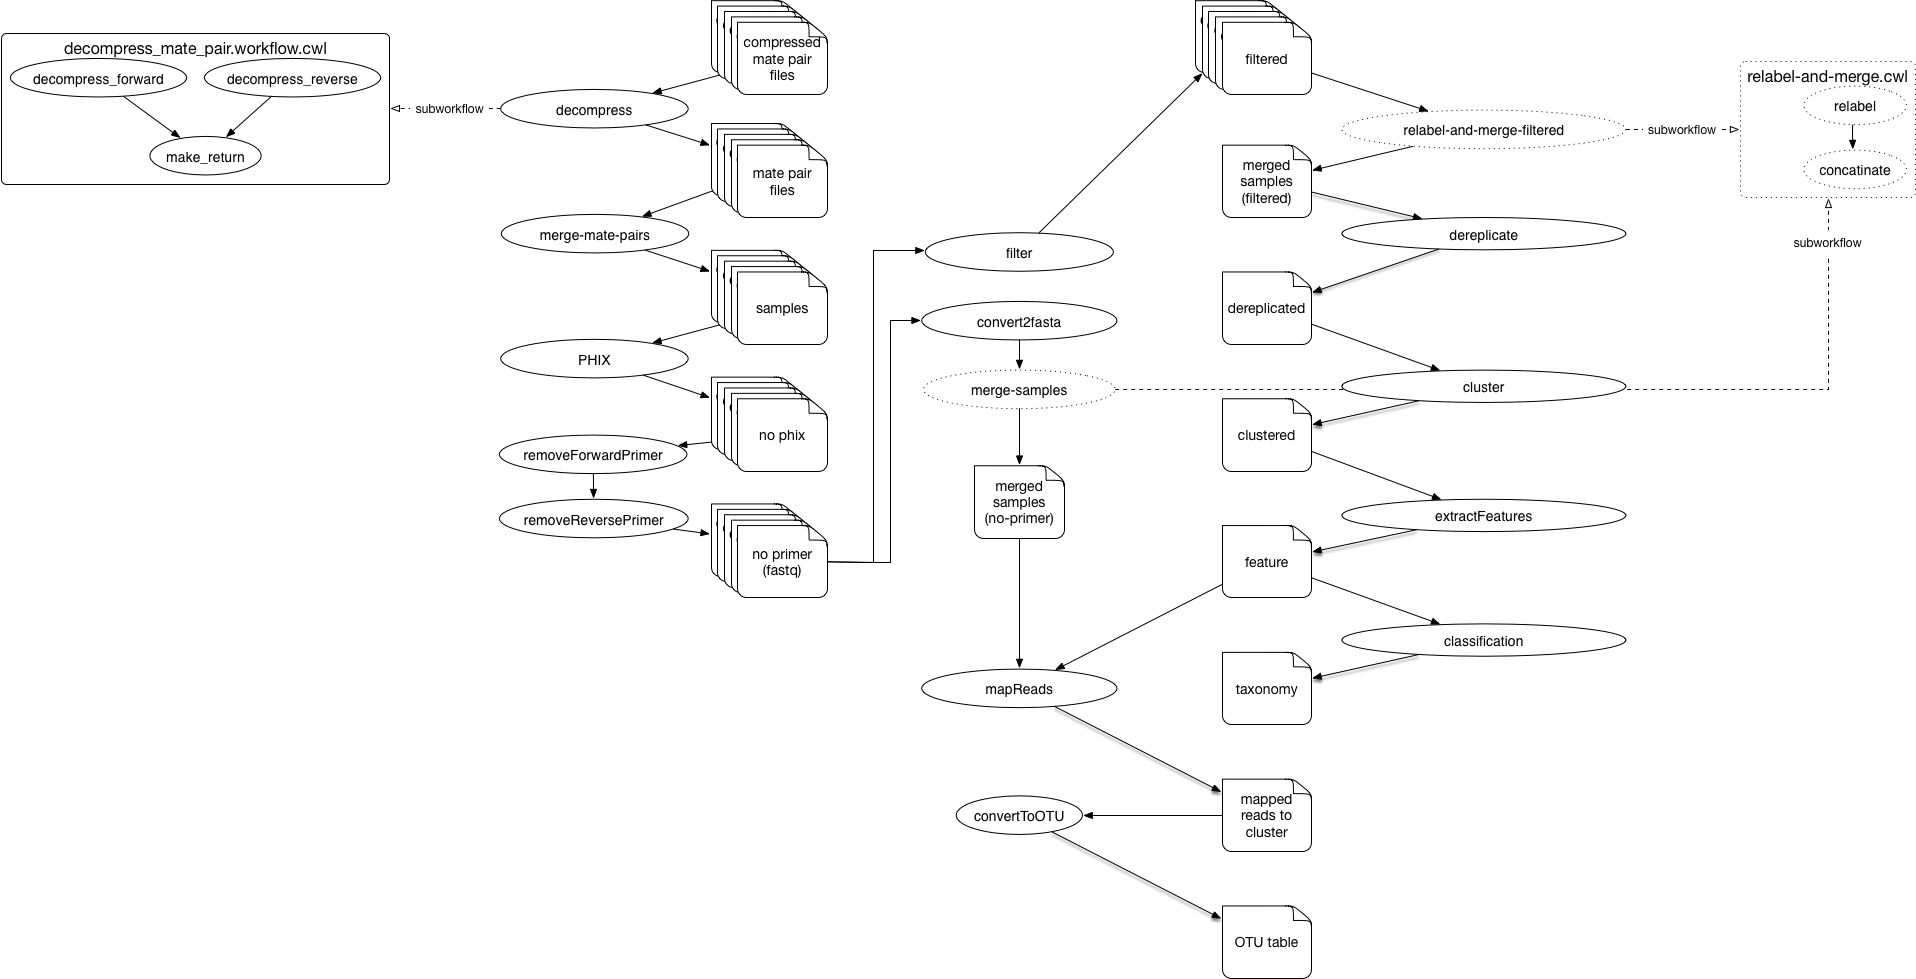 decompress_mate_pair.workflow.cwl
decompress_forward
decompress_reverse
make_return
subworkflow
compressed
mate pair
files
decompress
mate pair
files
merge-mate-pairs
samples
PHIX
no phix
removeForwardPrimer
removeReversePrimer
no primer
(fastq)
filter
convert2fasta
merge-samples
merged
samples
(no-primer)
mapReads
convertToOTU
filtered
relabel-and-merge-filtered
merged
samples
(filtered)
dereplicate
dereplicated
cluster
clustered
extractFeatures
feature
classification
taxonomy
mapped
reads to
cluster
OTU table
subworkflow
relabel-and-merge.cwl
relabel
concatinate
subworkflow